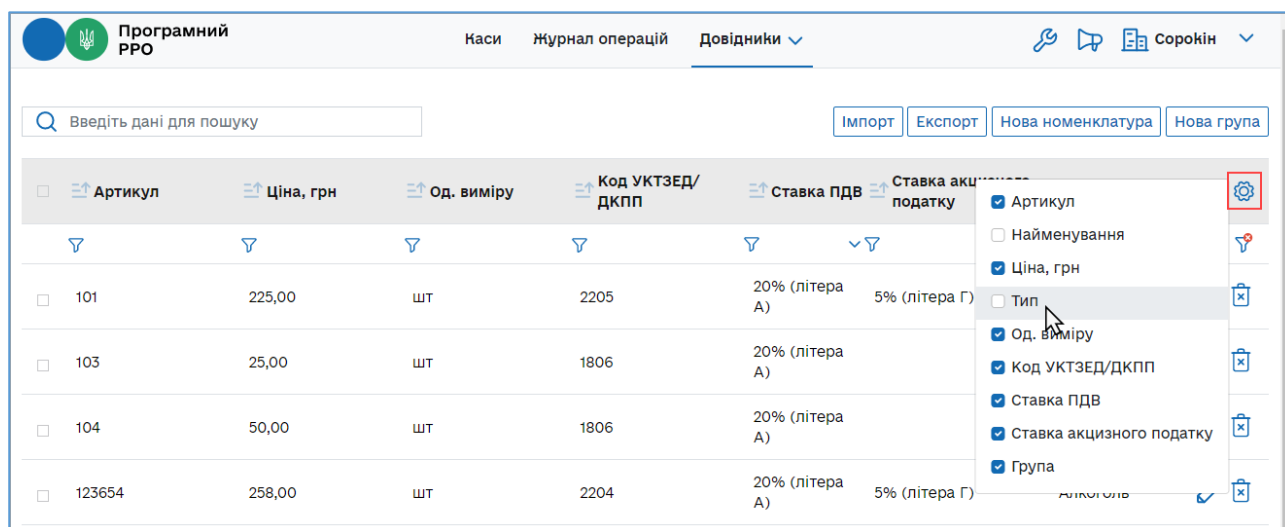 Програмний
РРО
Каси Журнал операцій Довідники Сорокін
Введіть дані для пошуку Імпорт Експорт Нова номенклатура Нова група
Артикул Ціна, грн Од. виміру Код УКТЗЕД/
ДКПП Ставка ПДВ Ставка акцизного
податку
Артикул
Найменування
Ціна, грн
Тип
Од. виміру
Код УКТЗЕД/ДКПП
Ставка ПДВ
Ставка акцизного податку
Група
101 225,00 шт 2205 20% (літера
А) 5% (літера Г)
103 25,00 шт 1806 20% (літера
А)
104 50,00 шт 1806 20% (літера
А)
123654 258,00 шт 2204 20% (літера
А) 5% (літера Г) Алкоголь